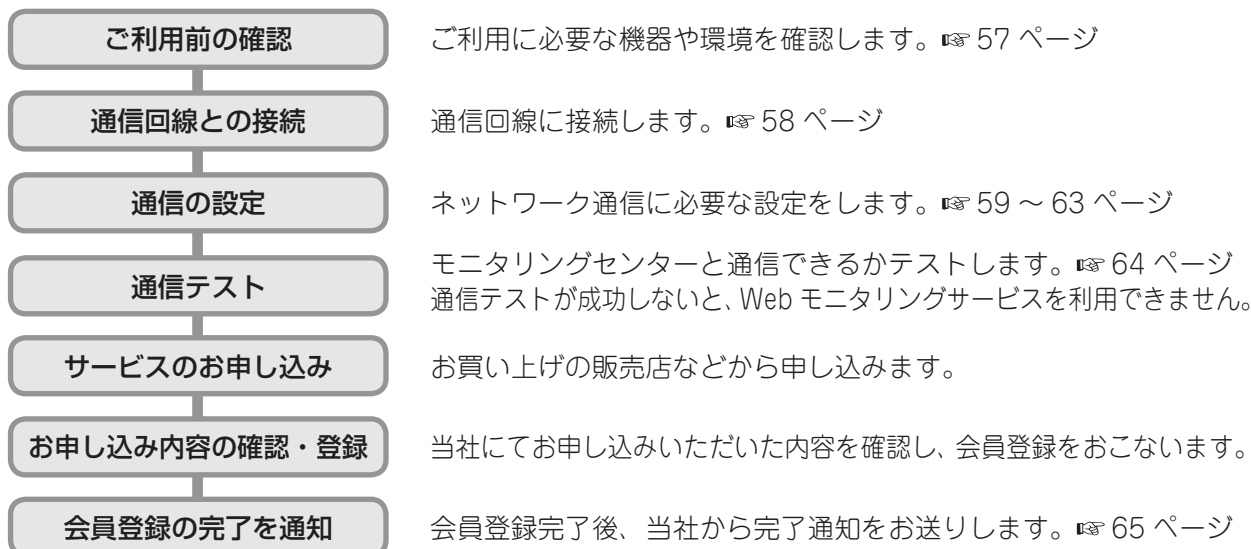 ご利用前の確認
ご利用に必要な機器や環境を確認します。☞ 57 ページ
通信回線との接続
通信回線に接続します。☞ 58 ページ
通信の設定
ネットワーク通信に必要な設定をします。☞ 59 ~ 63 ページ
通信テスト
モニタリングセンターと通信できるかテストします。☞ 64 ページ
通信テストが成功しないと、Web モニタリングサービスを利用できません。
サービスのお申し込み
お買い上げの販売店などから申し込みます。
お申し込み内容の確認・登録
当社にてお申し込みいただいた内容を確認し、会員登録をおこないます。
会員登録の完了を通知
会員登録完了後、当社から完了通知をお送りします。☞ 65 ページ